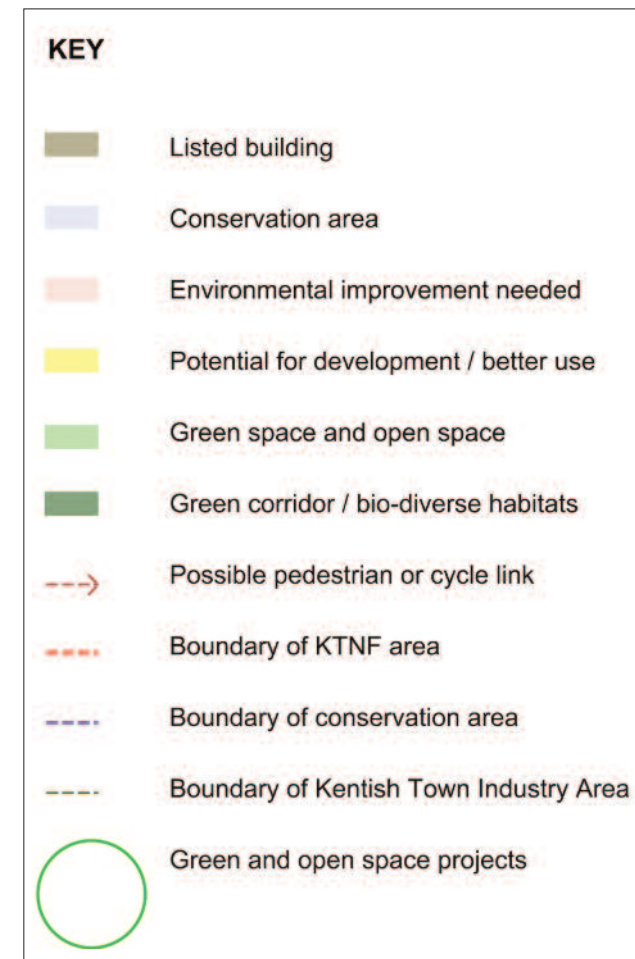 KEY
Listed building
Conservation area
Environmental improvement needed
Potential for development / better use
Green space and open space
Green corridor / bio-diverse habitats
Possible pedestrian or cycle link
Boundary of KTNF area
Boundary of conservation area
Boundary of Kentish Town Industry Area
Green and open space projects